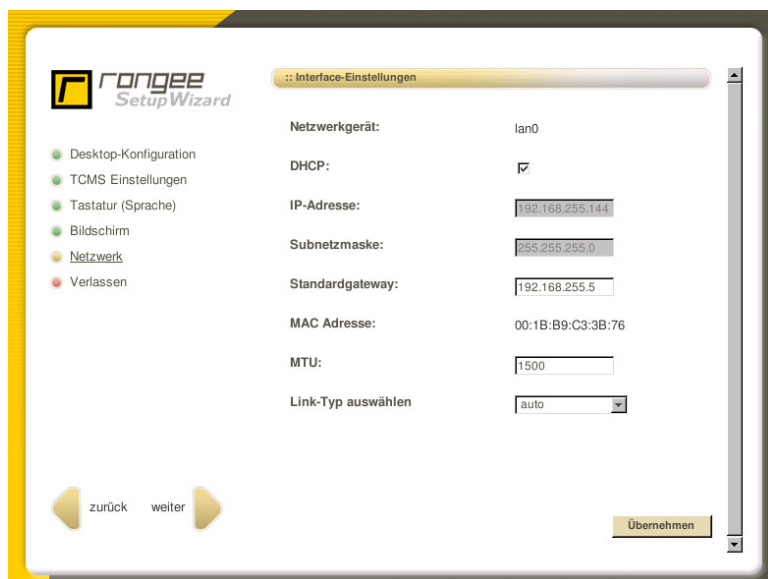 rangee
SetupWizard
Desktop-Konfiguration
TCMS Einstellungen
Tastatur (Sprache)
Bildschirm
Netzwerk
Verlassen
zurück weiter
:: Interface-Einstellungen
Netzwerkgerät: lan0
DHCP:
IP-Adresse: 192.168.255.144
Subnetzmaske: 255.255.255.0
Standardgateway: 192.168.255.5
MAC Adresse: 00:1B:B9:C3:3B:76
MTU: 1500
Link-Typ auswählen auto
Übernehmen